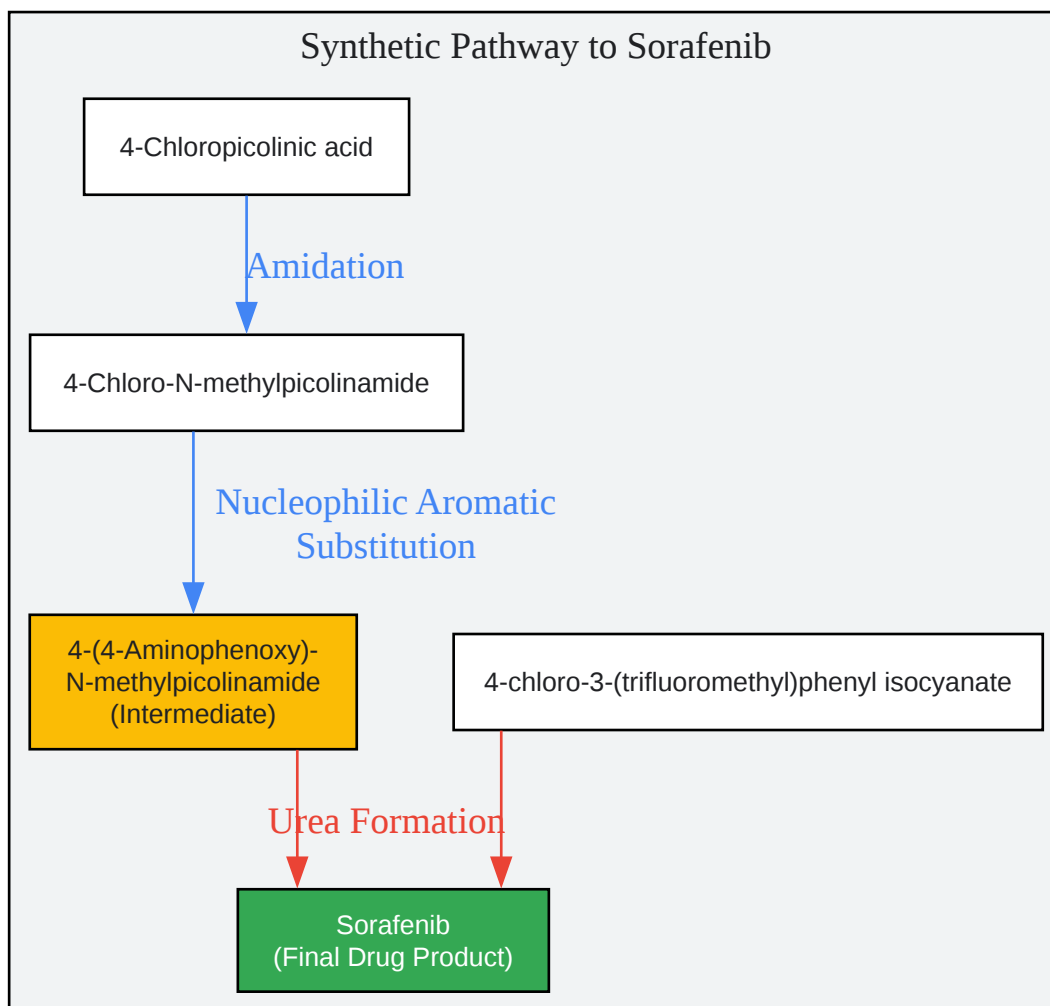 Synthetic Pathway to Sorafenib
4-Chloropicolinic acid
Amidation
4-Chloro-N-methylpicolinamide
Nucleophilic Aromatic
Substitution
4-(4-Aminophenoxy)-
N-methylpicolinamide
(Intermediate)
4-chloro-3-(trifluoromethyl)phenyl isocyanate
Urea Formation
Sorafenib
(Final Drug Product)